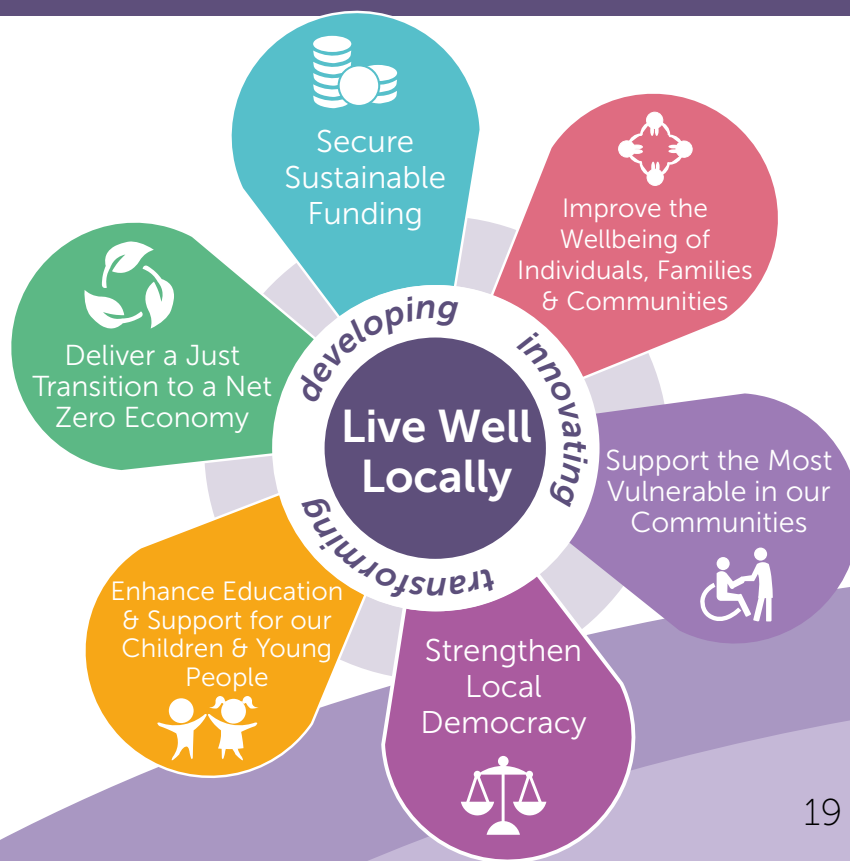 Secure
Sustainable
Funding
Improve the
Wellbeing of
Individuals, Families
& Communities
Support the Most
Vulnerable in our
Communities
Strengthen
Local
Democracy
Enhance Education
& Support for our
Children & Young
People
Deliver a Just
Transition to a Net
Zero Economy
developing
innovating
transforming
Live Well
Locally
19